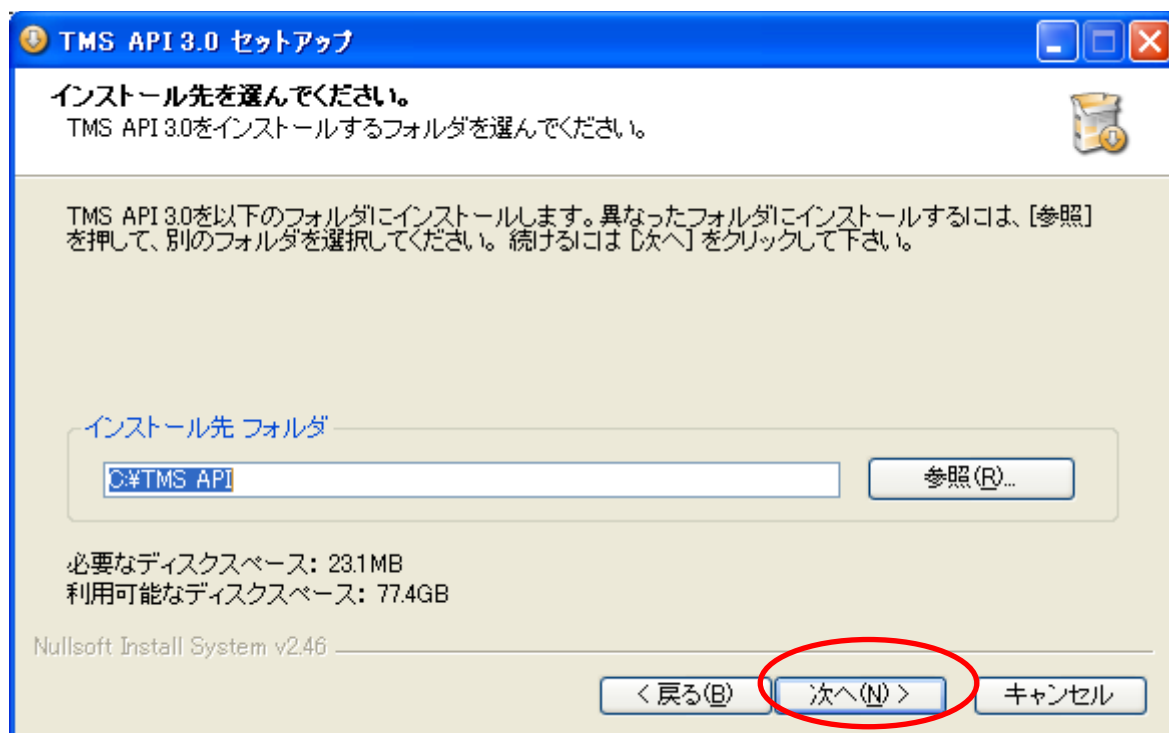 TMS API 3.0 セットアップ
インストール先を選んでください。
TMS API 3.0をインストールするフォルダを選んでください。
TMS API 3.0を以下のフォルダにインストールします。異なったフォルダにインストールするには、[参照]
を押して、別のフォルダを選択してください。続けるには [次へ] をクリックして下さい。
インストール先 フォルダ
C:¥TMS API
参照(R)...
必要なディスクスペース: 23.1MB
利用可能なディスクスペース: 77.4GB
Nullsoft Install System v2.46
< 戻る(B)
次へ(N) >
キャンセル